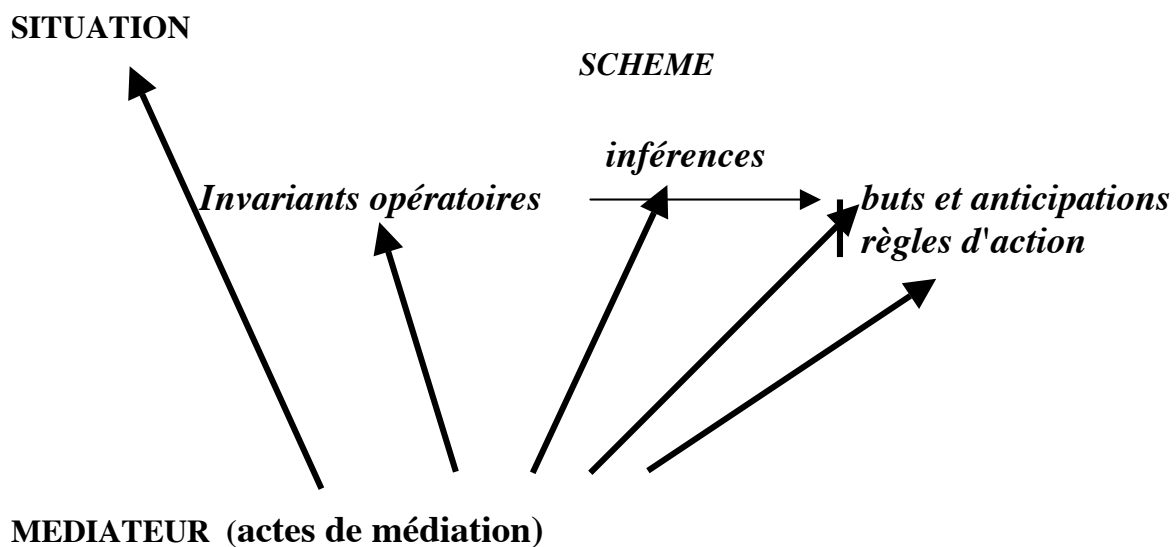 SITUATION
SCHEME
inférences
Invariants opératoires
buts et anticipations
règles d'action
MEDIATEUR (actes de médiation)